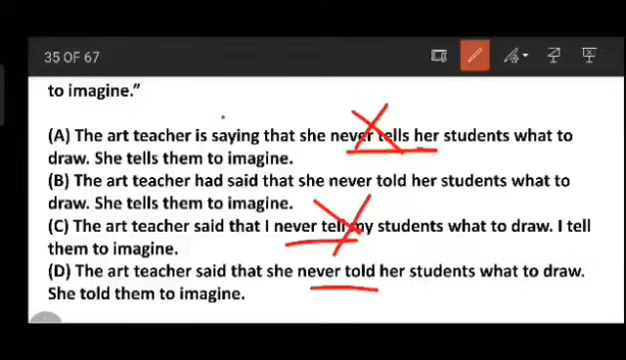 35 OF 67
to imagine."
(A) The art teacher is saying that she never tells her students what to
draw. She tells them to imagine.
(B) The art teacher had said that she never told her students what to
draw. She tells them to imagine.
(C) The art teacher said that I never tell my students what to draw. I tell
them to imagine.
(D) The art teacher said that she never told her students what to draw.
She told them to imagine.